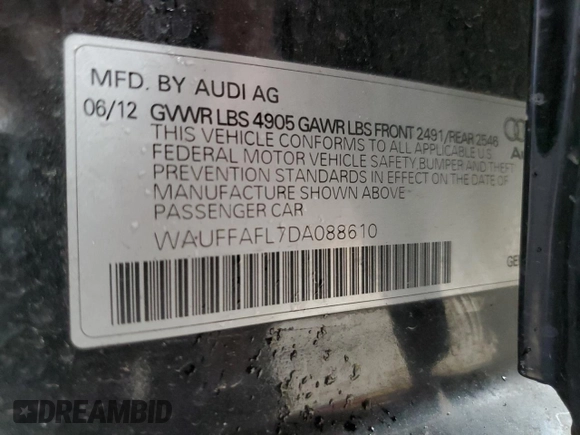 MFD. BY AUDI AG
06/12 GVWR LBS 4905 GAWR LBS FRONT 2491/REAR 2546
THIS VEHICLE CONFORMS TO ALL APPLICABLE U.S
FEDERAL MOTOR VEHICLE SAFETY BUMPER AND THEFT
PREVENTION STANDARDS IN EFFECT ON THE DATE OF
MANUFACTURE SHOWN ABOVE
PASSENGER CAR
WAUFFAFL7DA088610
DREAMBID